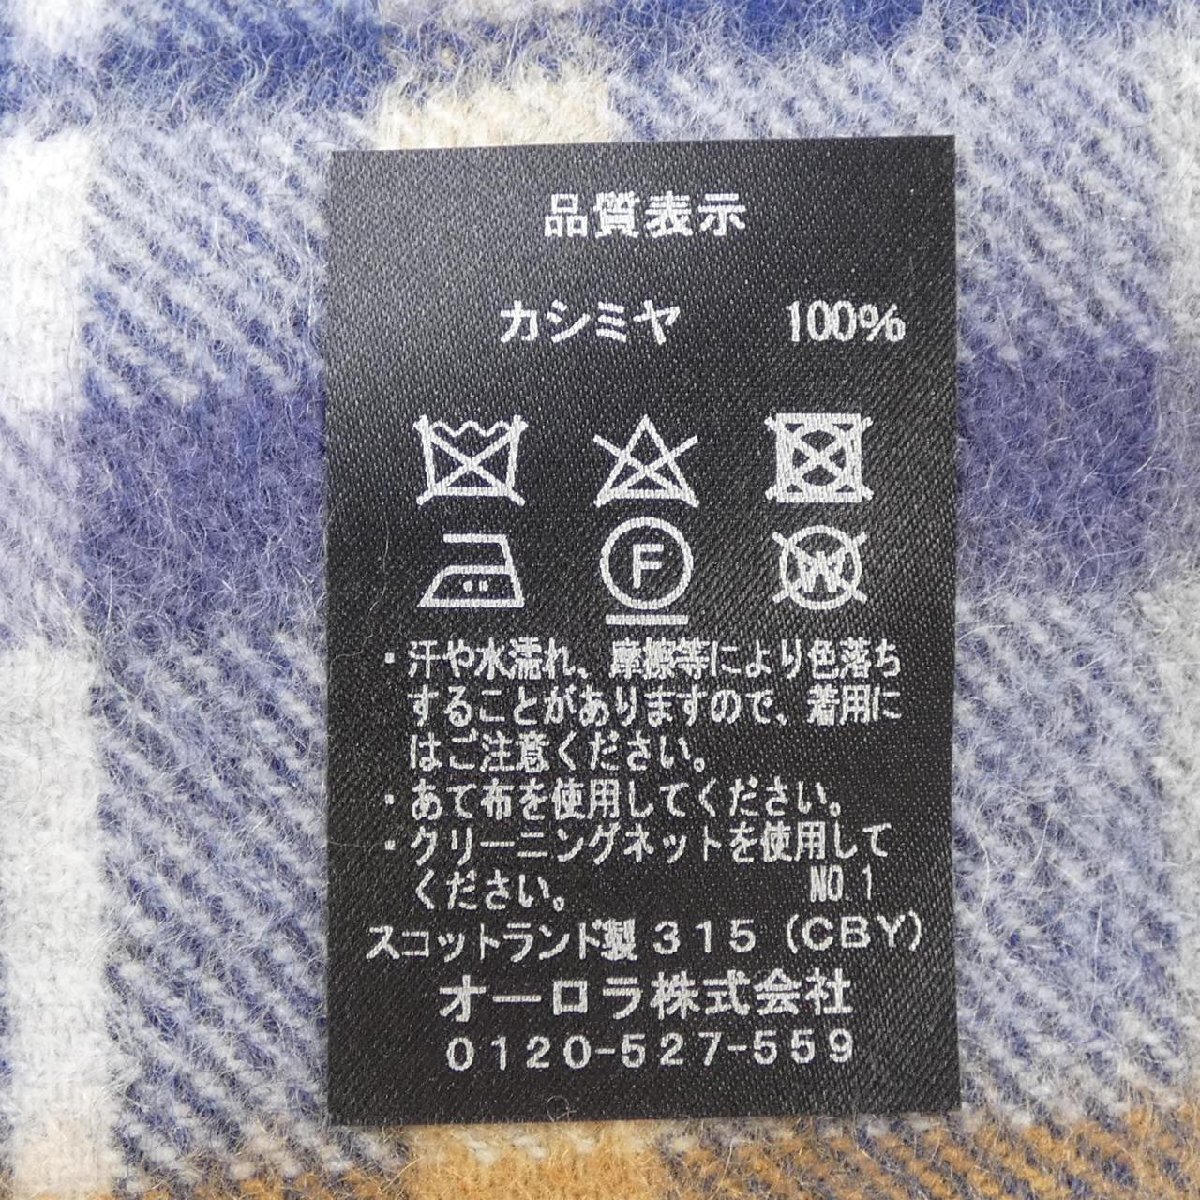 品質表示
カシミヤ 100%
F W
・汗や水濡れ、摩擦等により色落ち
することがありますので、着用に
はご注意ください。
・あて布を使用してください。
・クリーニングネットを使用して
ください。 NO.1
スコットランド製 315 (CBY)
オーロラ株式会社
0120-527-559